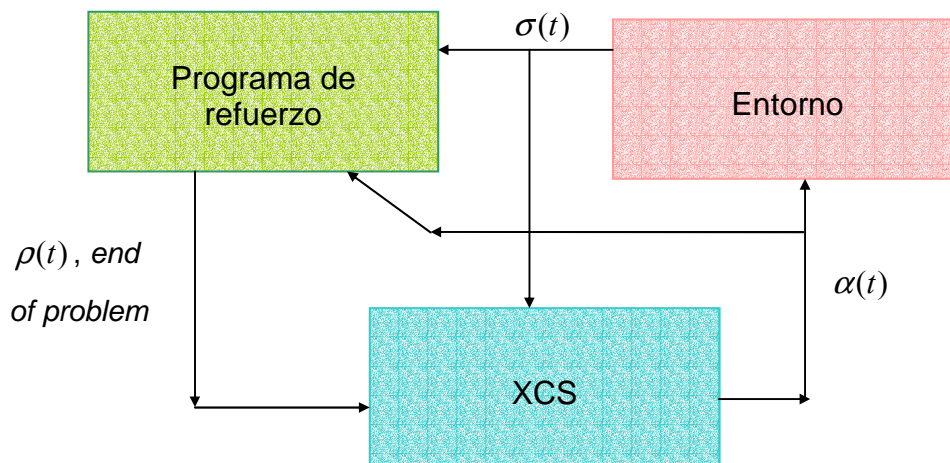 σ(t)
Programa de
refuerzo
Entorno
ρ(t), end
of problem
α(t)
XCS